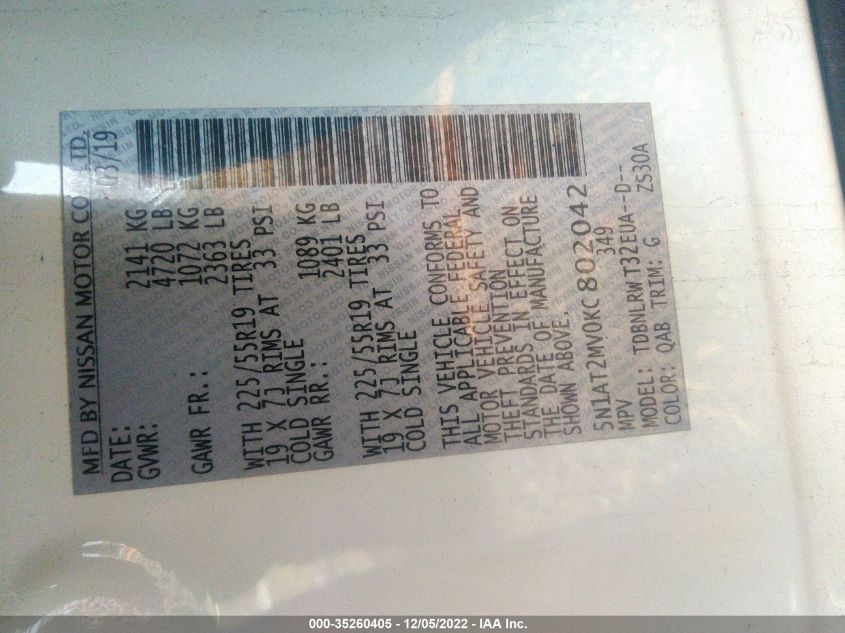 MFD BY NISSAN MOTOR CO., LTD.
DATE: 03/19
GVWR: 2141 KG
4720 LB
GAWR FR.: 1072 KG
2363 LB
WITH 225/55R19 TIRES
19 X 7J RIMS AT 33 PSI
COLD SINGLE
GAWR RR.: 1089 KG
2401 LB
WITH 225/55R19 TIRES
19 X 7J RIMS AT 33 PSI
COLD SINGLE
THIS VEHICLE CONFORMS TO
ALL APPLICABLE FEDERAL
MOTOR VEHICLE SAFETY AND
THEFT PREVENTION
STANDARDS IN EFFECT ON
THE DATE OF MANUFACTURE
SHOWN ABOVE.
5N1AT2MV0KC802042
MPV 349
MODEL: TDBNLRW T32EUA--D--
COLOR: QAB TRIM: G ZS30A
000-35260405 - 12/05/2022 - IAA Inc.